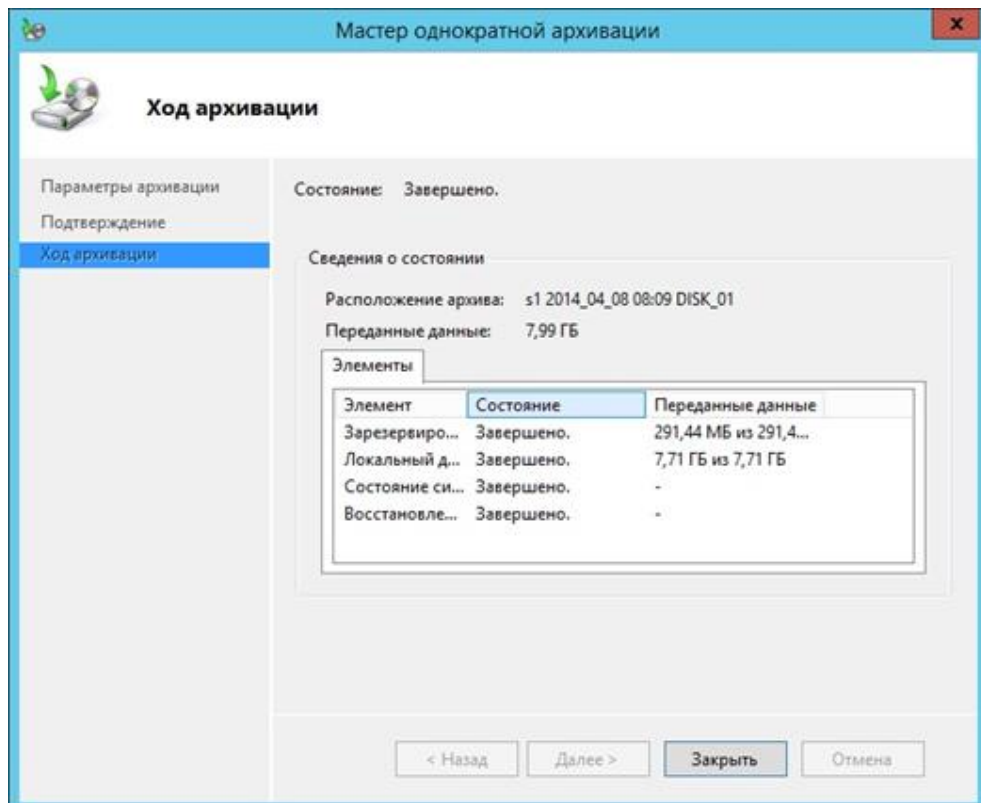 Мастер однократной архивации
x
Ход архивации
Параметры архивации
Подтверждение
Ход архивации
Состояние: Завершено.
Сведения о состоянии
Расположение архива: s1 2014_04_08 08:09 DISK_01
Переданные данные: 7,99 ГБ
Элементы
Элемент Состояние Переданные данные
Зарезервиро... Завершено. 291,44 МБ из 291,4...
Локальный д... Завершено. 7,71 ГБ из 7,71 ГБ
Состояние си... Завершено. -
Восстановле... Завершено. -
< Назад Далее > Закрыть Отмена